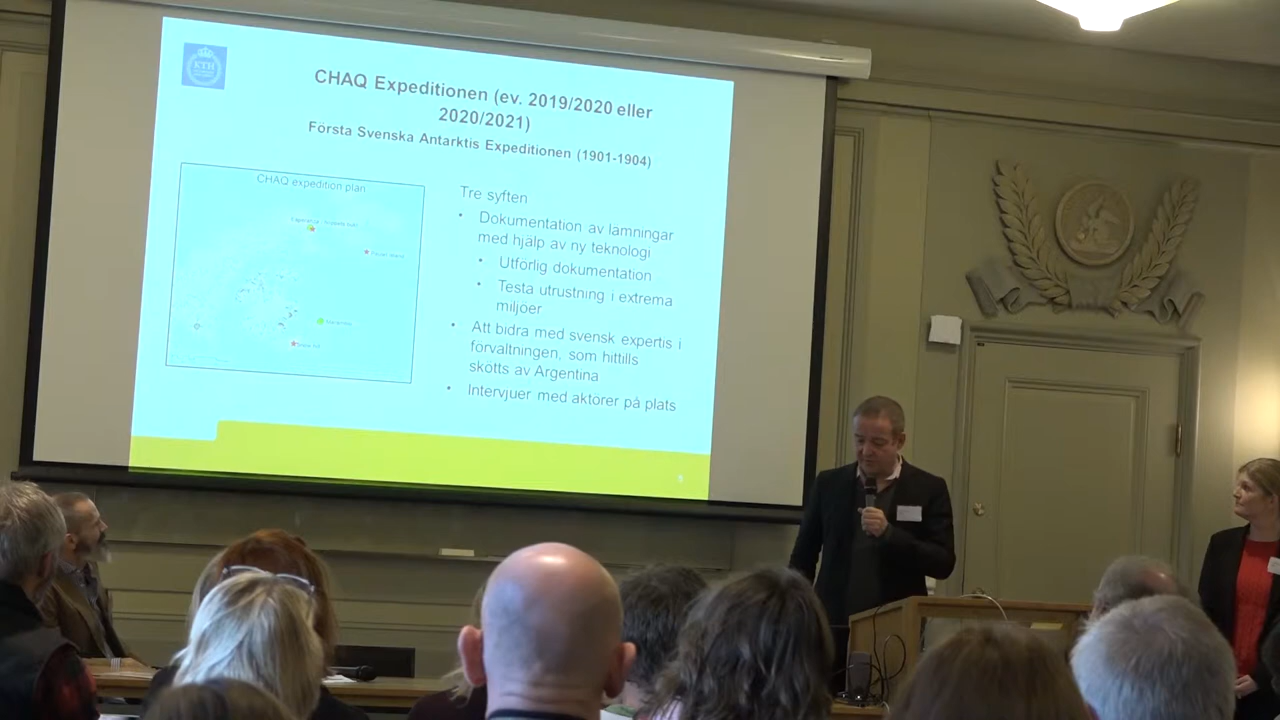 KTH
CHAQ Expeditionen (ev. 2019/2020 eller
2020/2021)
Första Svenska Antarktis Expeditionen (1901-1904)
CHAQ expedition plan
Tre syften
Dokumentation av lämningar
med hjälp av ny teknologi
Utförlig dokumentation
Testa utrustning i extrema
miljöer
Att bidra med svensk expertis i
förvaltningen, som hittills
skötts av Argentina
Intervjuer med aktörer på plats